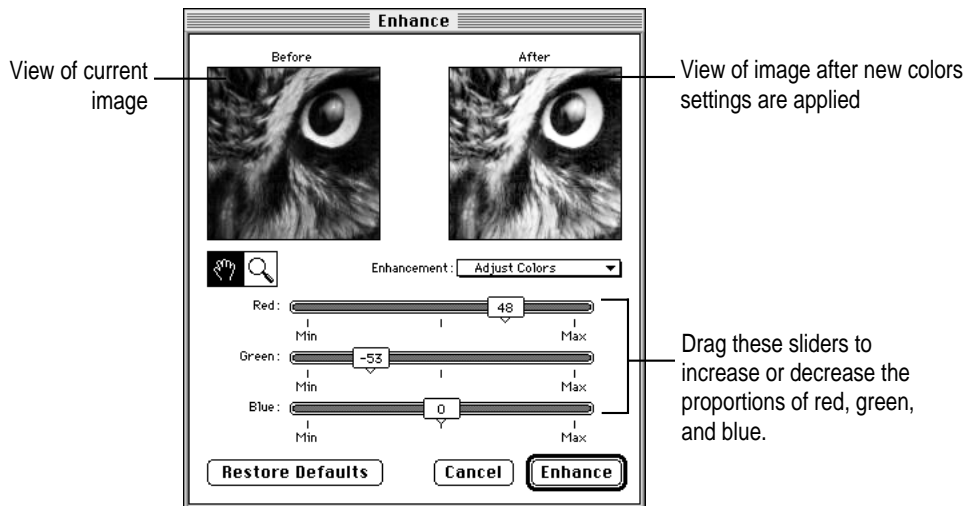 Enhance
Before
After
View of current
image
View of image after new colors
settings are applied
Enhancement: Adjust Colors
Red: 48
Min Max
Green: -53
Min Max
Blue: 0
Min Max
Drag these sliders to
increase or decrease the
proportions of red, green,
and blue.
Restore Defaults Cancel Enhance